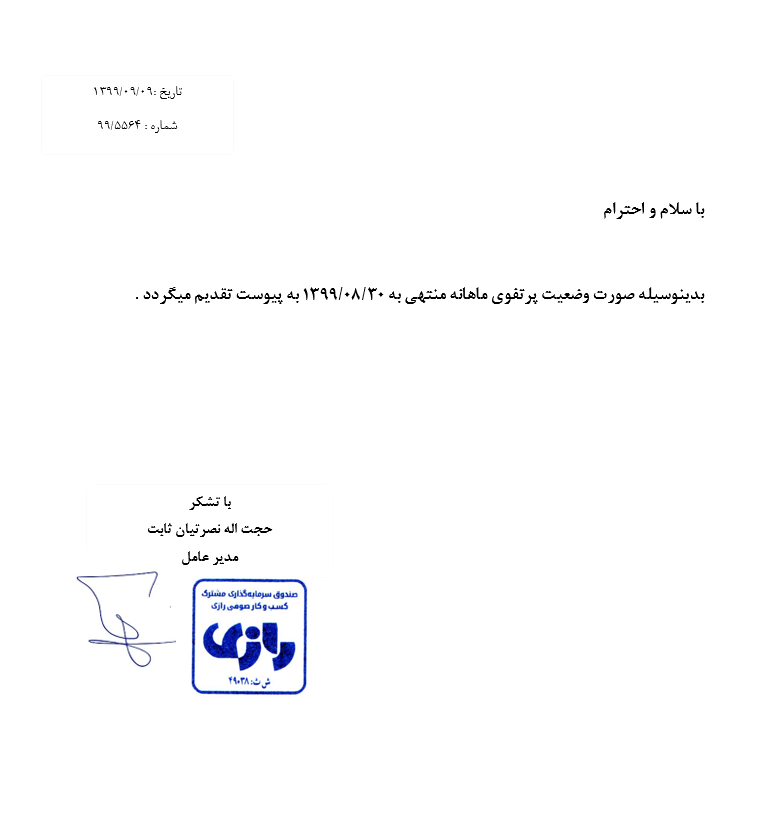 تاریخ :۱۳۹۹/۰۹/۰۹
شماره : ۹۹/۵۵۶۴
با سلام و احترام
بدینوسیله صورت وضعیت پرتفوی ماهانه منتهی به ۱۳۹۹/۰۸/۳۰ به پیوست تقدیم میگردد .
با تشکر
حجت اله نصرتیان ثابت
مدیر عامل
صندوق سرمایه‌گذاری مشترک
کسب و کار صومی رازی
رازی
ش ث: ۴۹۰۳۸